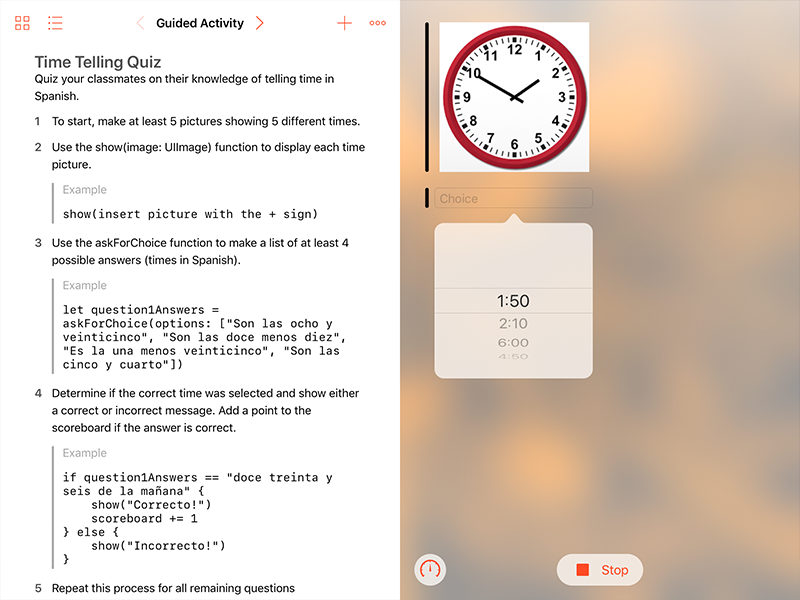 Guided Activity
Time Telling Quiz
Quiz your classmates on their knowledge of telling time in
Spanish.
1 To start, make at least 5 pictures showing 5 different times.
2 Use the show(image: UIImage) function to display each time
picture.
Example
show(insert picture with the + sign)
3 Use the askForChoice function to make a list of at least 4
possible answers (times in Spanish).
Example
let question1Answers =
askForChoice(options: ["Son las ocho y
veinticinco", "Son las doce menos diez",
"Es la una menos veinticinco", "Son las
cinco y cuarto"])
4 Determine if the correct time was selected and show either
a correct or incorrect message. Add a point to the
scoreboard if the answer is correct.
Example
if question1Answers == "doce treinta y
seis de la mañana" {
show("Correcto!")
scoreboard += 1
} else {
show("Incorrecto!")
}
5 Repeat this process for all remaining questions
12
1
2
3
4
5
6
7
8
9
10
11
Choice
1:50
2:10
6:00
4:50
Stop